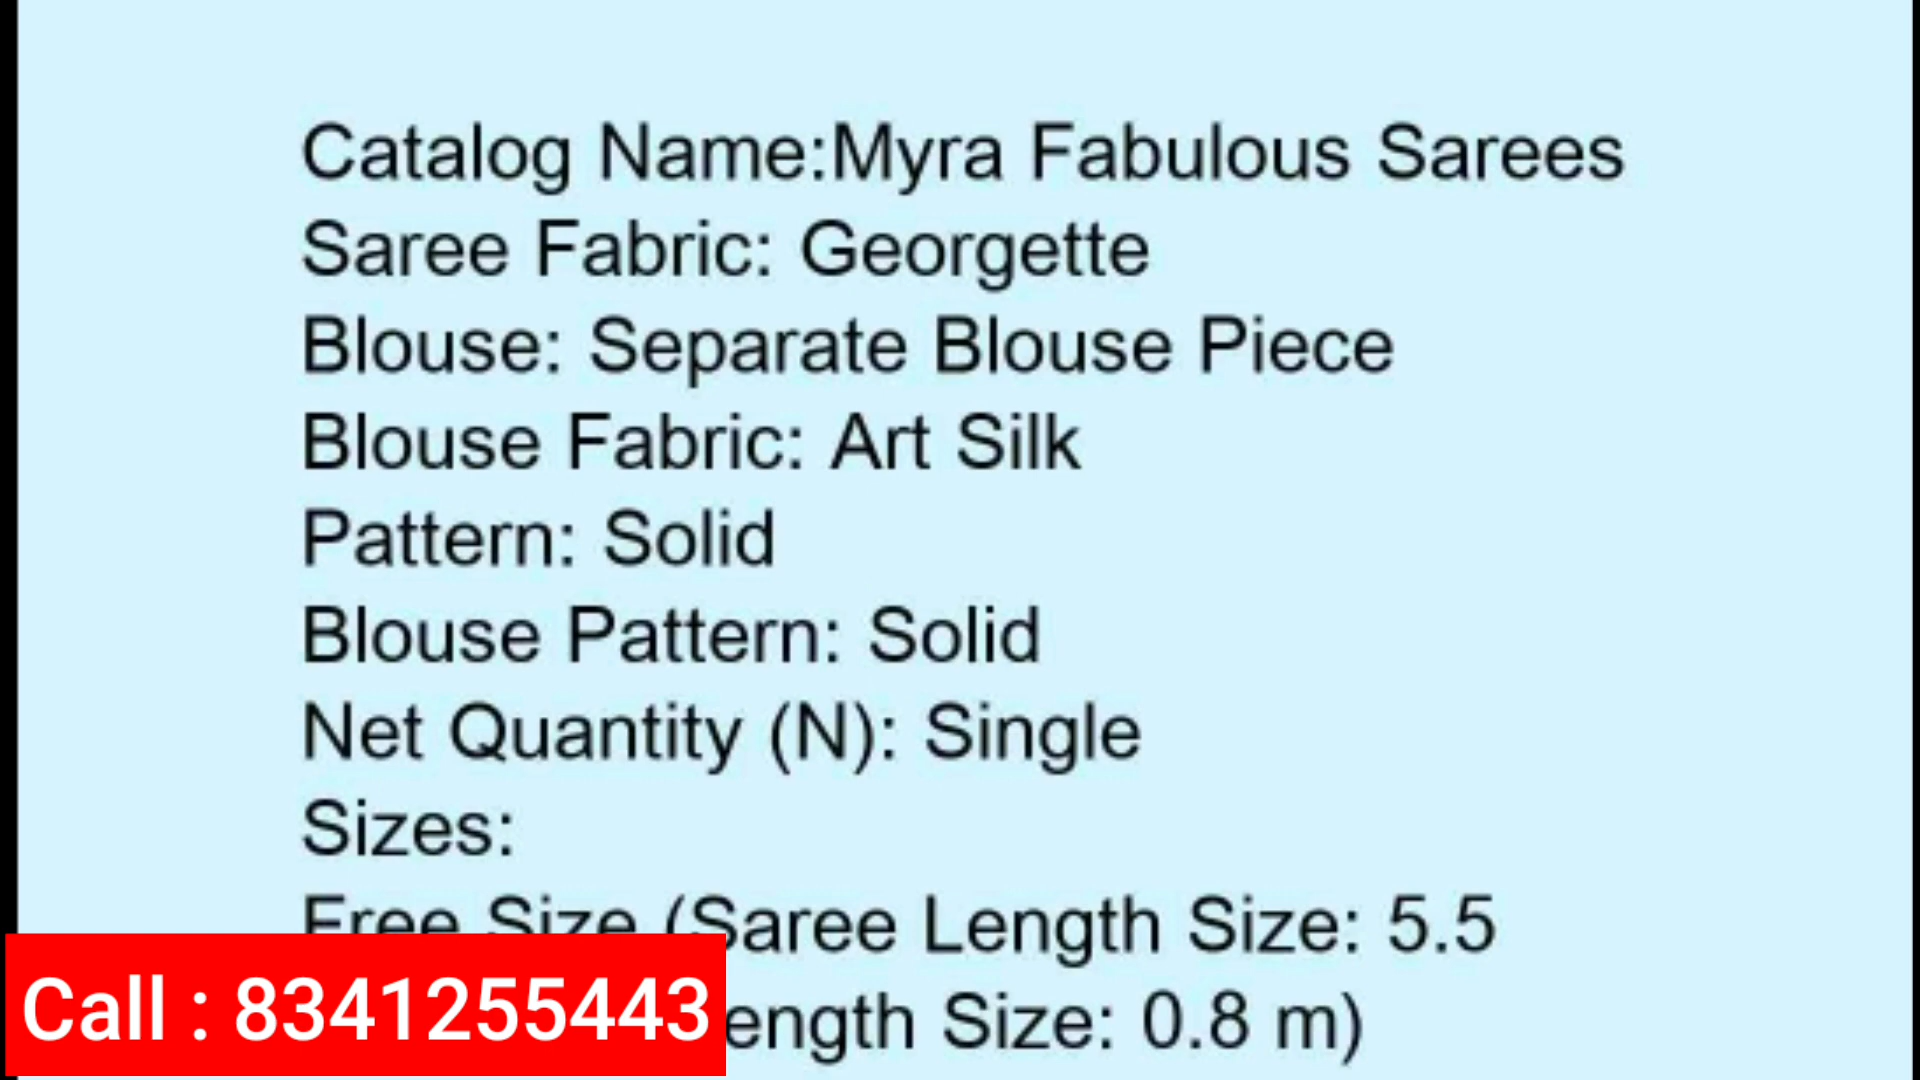 Catalog Name:Myra Fabulous Sarees
Saree Fabric: Georgette
Blouse: Separate Blouse Piece
Blouse Fabric: Art Silk
Pattern: Solid
Blouse Pattern: Solid
Net Quantity (N): Single
Sizes:
Free Size (Saree Length Size: 5.5
Size: 0.8 m)
Call : 8341255443